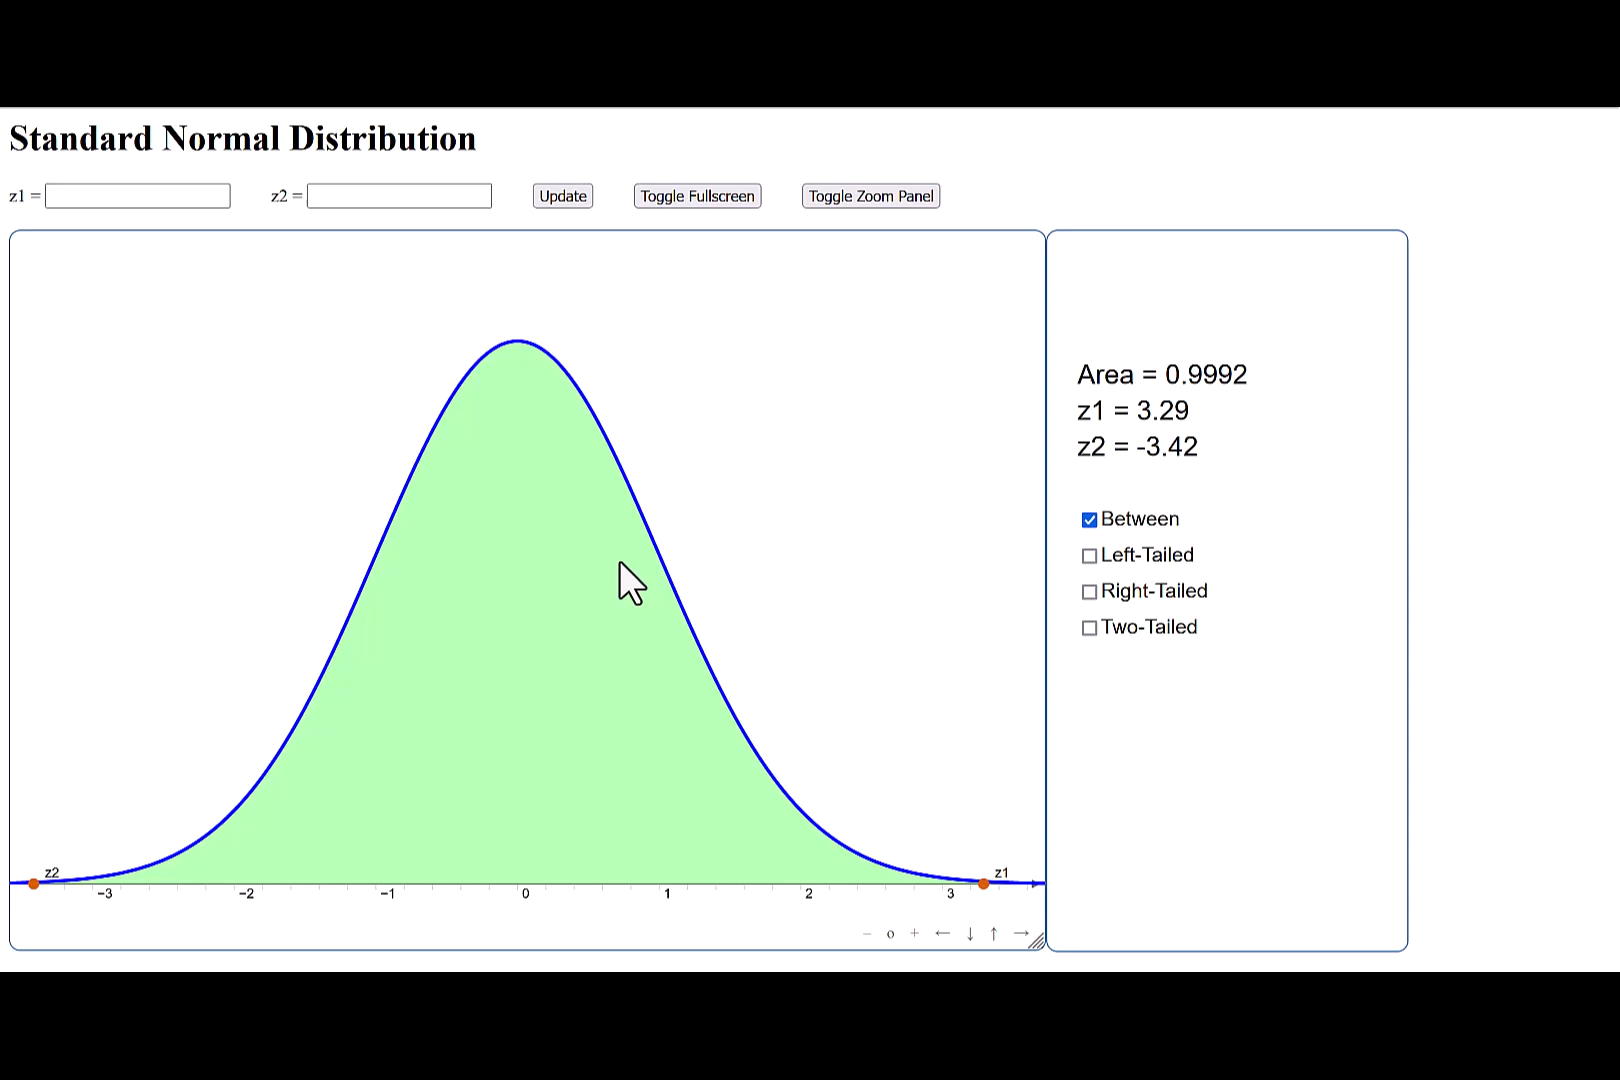 Standard Normal Distribution
z1 =
z2 =
Update
Toggle Fullscreen
Toggle Zoom Panel
Area = 0.9992
z1 = 3.29
z2 = -3.42
Between
Left-Tailed
Right-Tailed
Two-Tailed
z2
z1
−3 −2 −1 0 1 2 3
− o + ← ↓ ↑ →